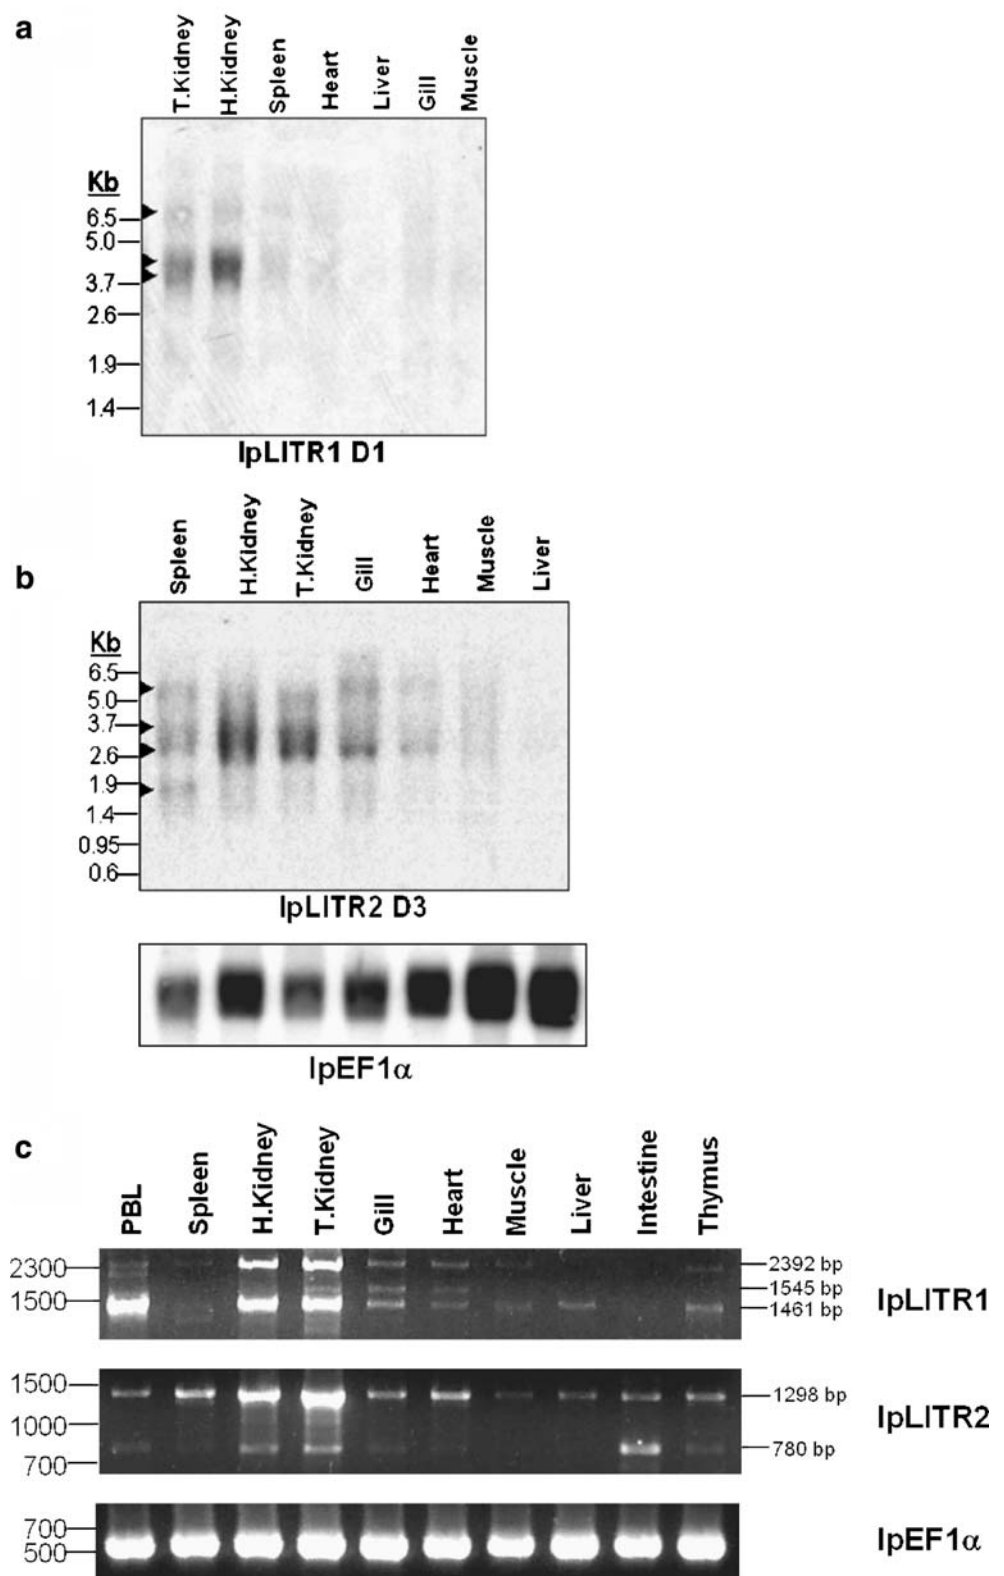 a
T.Kidney
H.Kidney
Spleen
Heart
Liver
Gill
Muscle
Kb
6.5
5.0
3.7
2.6
1.9
1.4
IpLITR1 D1
b
Spleen
H.Kidney
T.Kidney
Gill
Heart
Muscle
Liver
Kb
6.5
5.0
3.7
2.6
1.9
1.4
0.95
0.6
IpLITR2 D3
IpEF1α
c
PBL
Spleen
H.Kidney
T.Kidney
Gill
Heart
Muscle
Liver
Intestine
Thymus
2300
1500
2392 bp
1545 bp
1461 bp
IpLITR1
1500
1000
700
1298 bp
780 bp
IpLITR2
700
500
IpEF1α